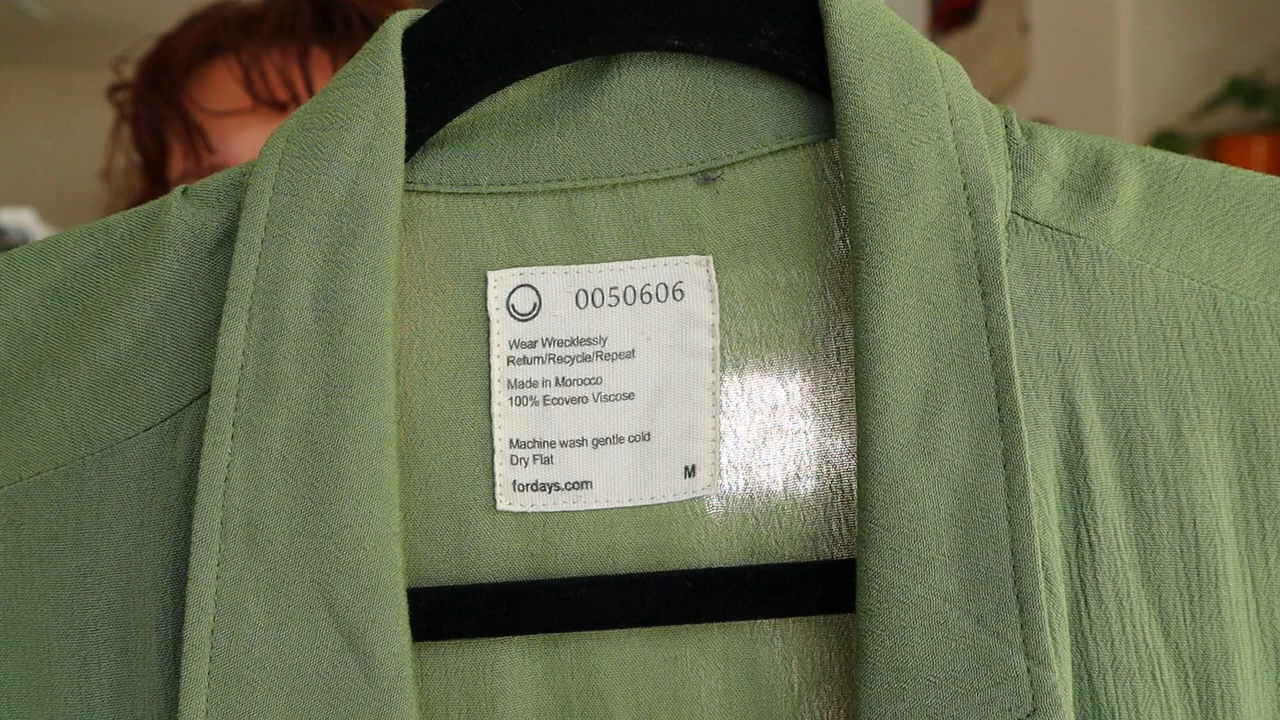 0050606
Wear Wrecklessly
Return/Recycle/Repeat
Made in Morocco
100% Ecovero Viscose
Machine wash gentle cold
Dry Flat
M
fordays.com